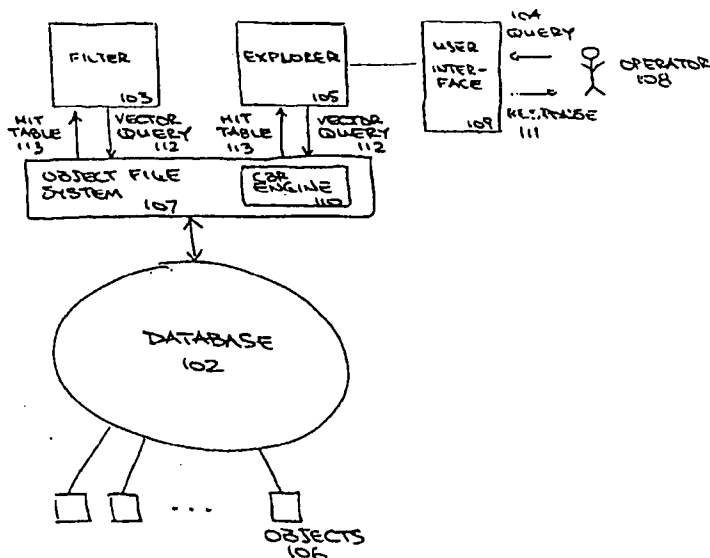 FILTER
103
EXPLORER
105
USER
INTER-
FACE
109
104
QUERY
111
OPERATOR
108
HIT
TABLE
113
VECTOR
QUERY
112
HIT
TABLE
113
VECTOR
QUERY
112
OBJECT FILE
SYSTEM
107
CBR
ENGINE
110
DATABASE
102
...
OBJECTS
106